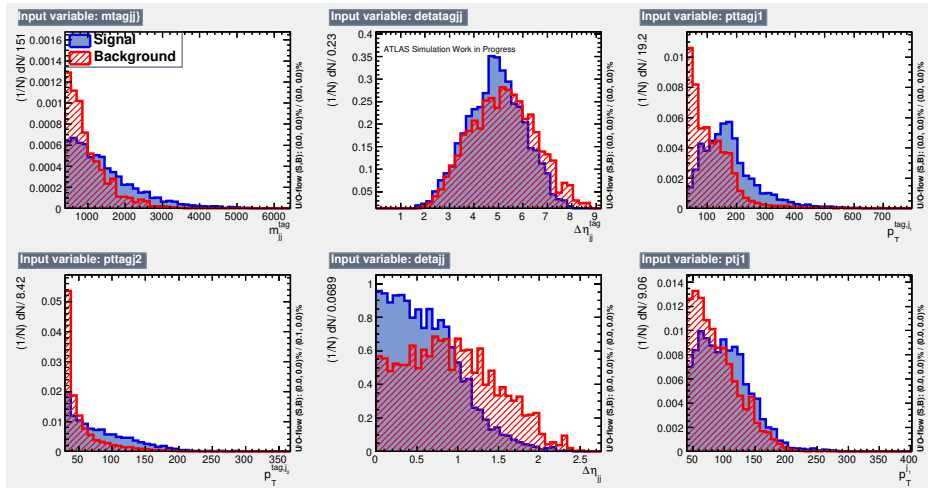 Input variable: mtagjj}
(1/N) dN/ 151
0.0016
0.0014
0.0012
0.001
0.0008
0.0006
0.0004
0.0002
0
Signal
Background
1000 2000 3000 4000 5000 6000
m_jj^tag
U/O-flow (S,B): (0.0, 0.0)% / (0.0, 0.0)%
Input variable: detatagjj
(1/N) dN/ 0.23
0.4
0.35
0.3
0.25
0.2
0.15
0.1
0.05
ATLAS Simulation Work in Progress
1 2 3 4 5 6 7 8 9
Δη_jj^tag
U/O-flow (S,B): (0.0, 0.0)% / (0.0, 0.0)%
Input variable: pttagj1
(1/N) dN/ 19.2
0.01
0.008
0.006
0.004
0.002
0
100 200 300 400 500 600 700
p_T^tag,j_1
U/O-flow (S,B): (0.0, 0.0)% / (0.0, 0.0)%
Input variable: pttagj2
(1/N) dN/ 8.42
0.05
0.04
0.03
0.02
0.01
0
50 100 150 200 250 300 350
p_T^tag,j_2
U/O-flow (S,B): (0.0, 0.0)% / (0.1, 0.0)%
Input variable: detajj
(1/N) dN/ 0.0689
1
0.8
0.6
0.4
0.2
0
0 0.5 1 1.5 2 2.5
Δη_jj
U/O-flow (S,B): (0.0, 0.0)% / (0.0, 0.0)%
Input variable: ptj1
(1/N) dN/ 9.06
0.014
0.012
0.01
0.008
0.006
0.004
0.002
0
50 100 150 200 250 300 350 400
p_T^j_1
U/O-flow (S,B): (0.0, 0.0)% / (0.0, 0.0)%